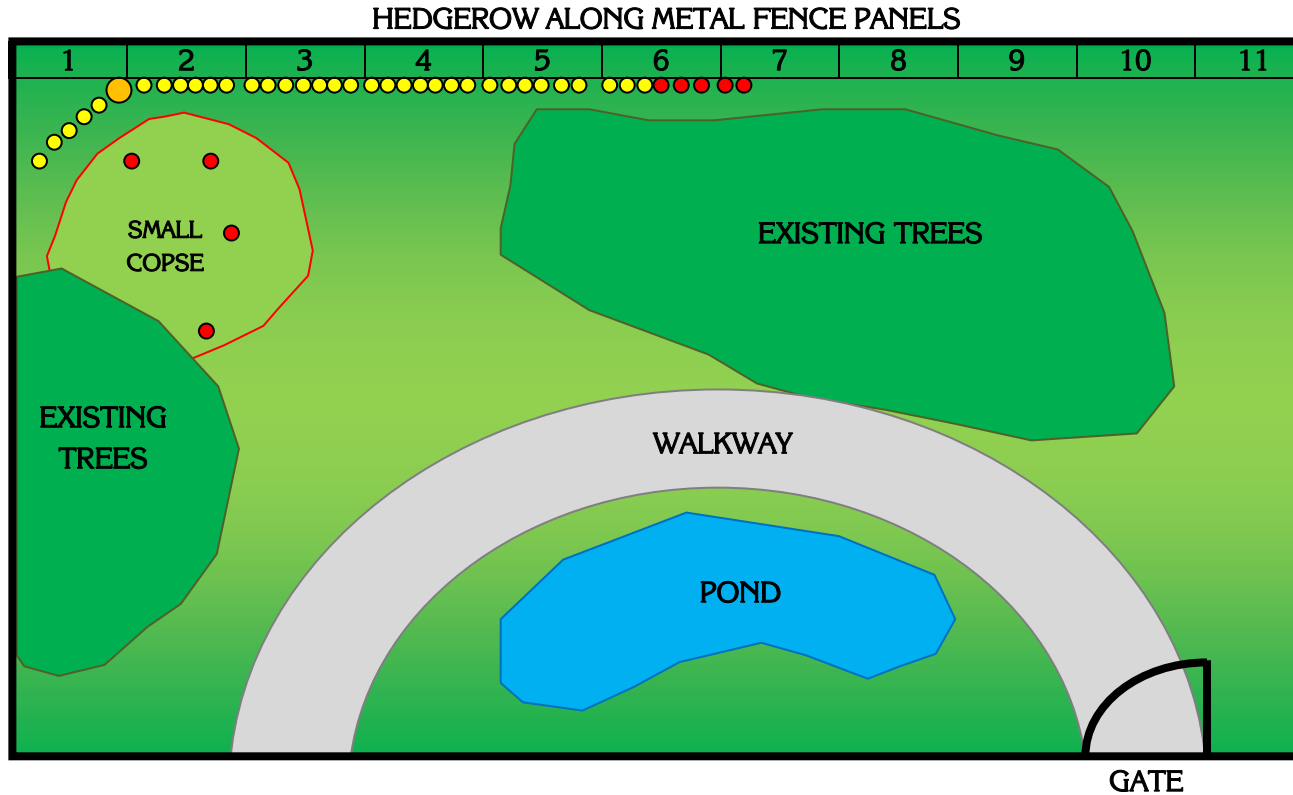 HEDGEROW ALONG METAL FENCE PANELS
1 2 3 4 5 6 7 8 9 10 11
SMALL
COPSE
EXISTING TREES
EXISTING
TREES
WALKWAY
POND
GATE